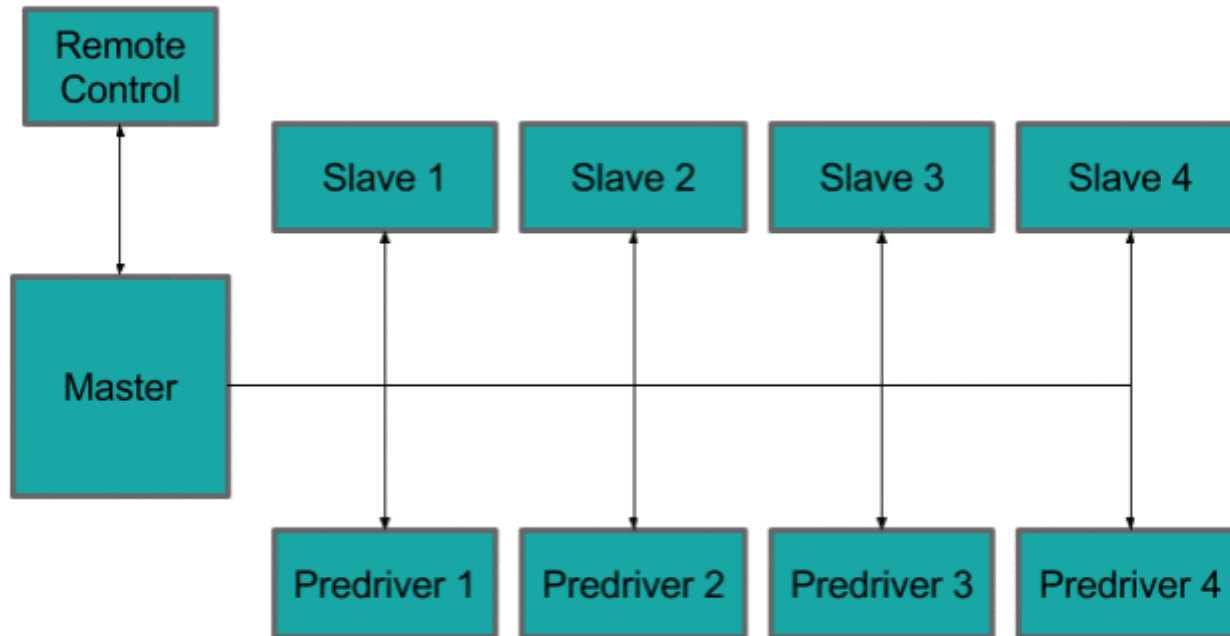 Remote
Control
Slave 1
Slave 2
Slave 3
Slave 4
Master
Predriver 1
Predriver 2
Predriver 3
Predriver 4